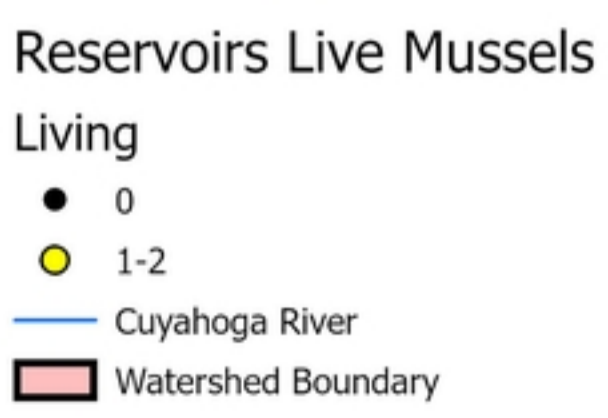 Reservoirs Live Mussels
Living
0
1-2
Cuyahoga River
Watershed Boundary